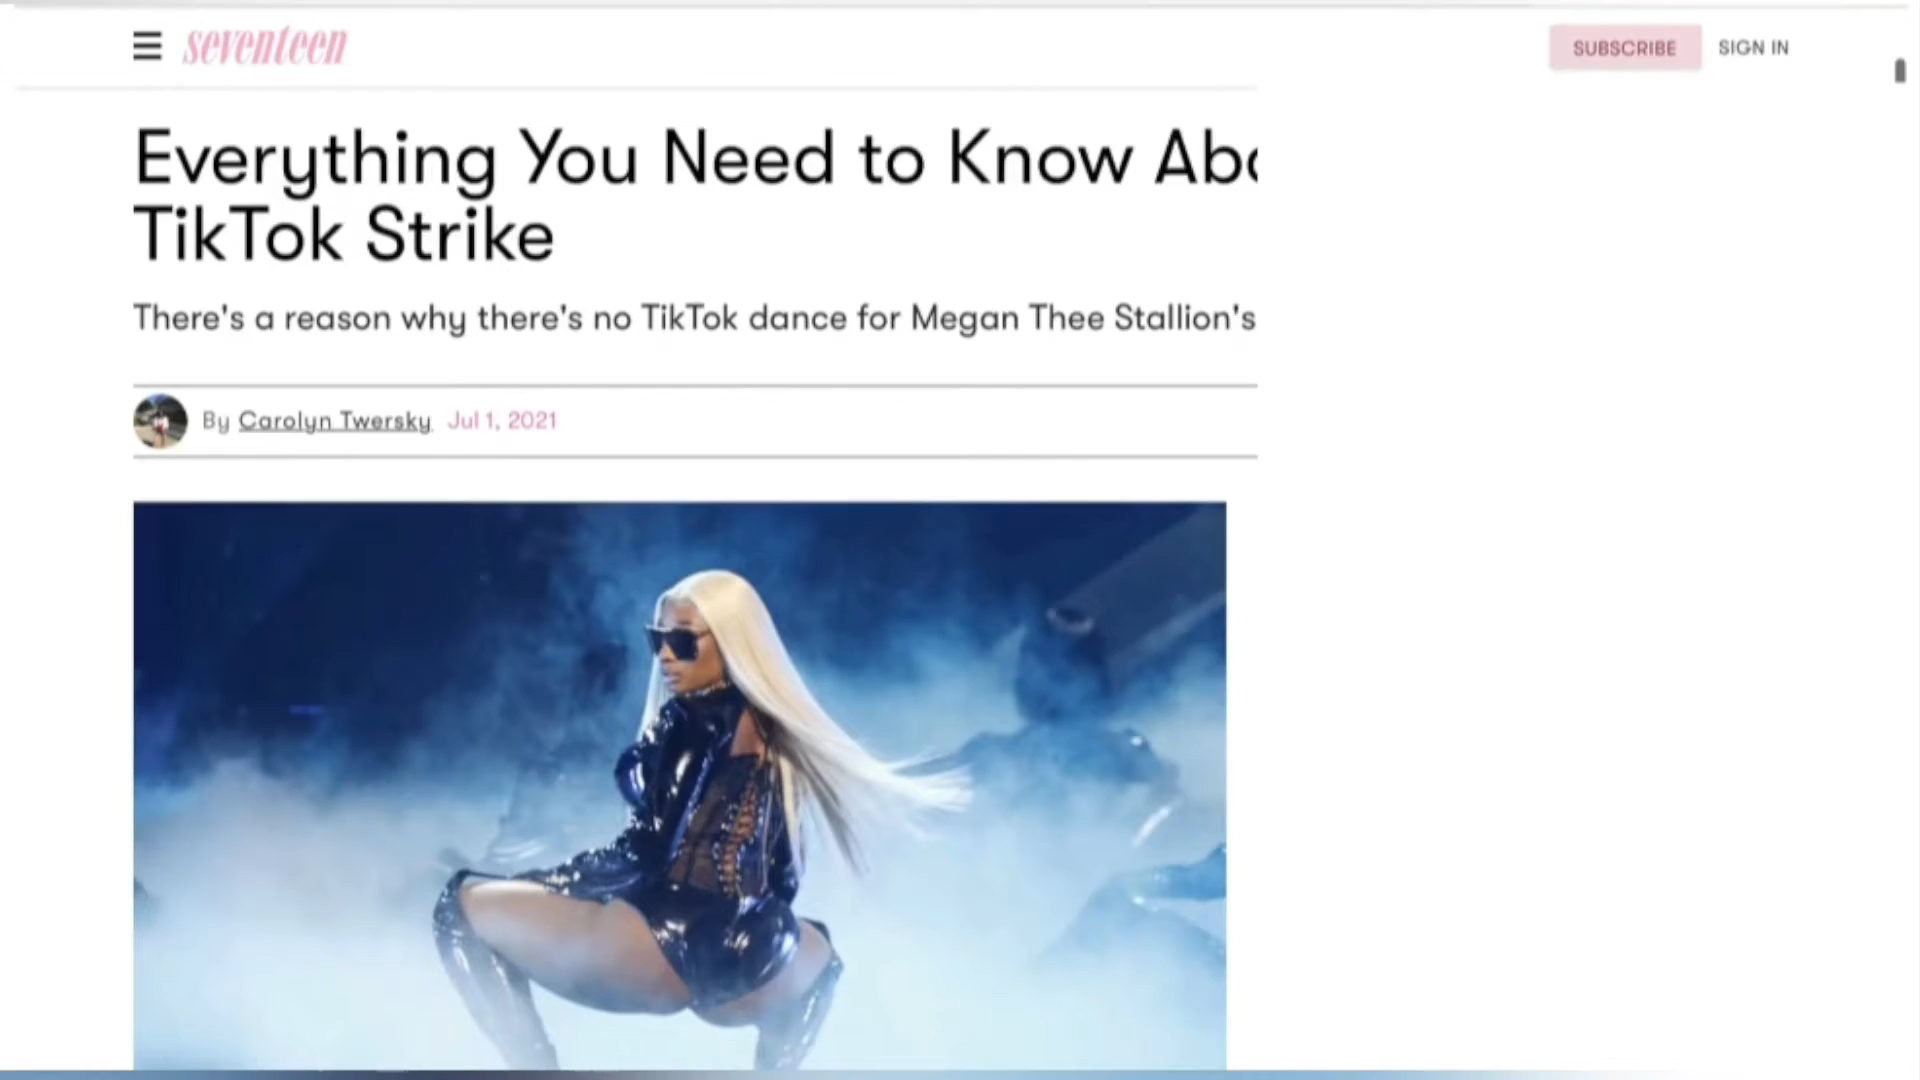 seventeen
SUBSCRIBE
SIGN IN
Everything You Need to Know Abo
TikTok Strike
There's a reason why there's no TikTok dance for Megan Thee Stallion's
By Carolyn Twersky Jul 1, 2021